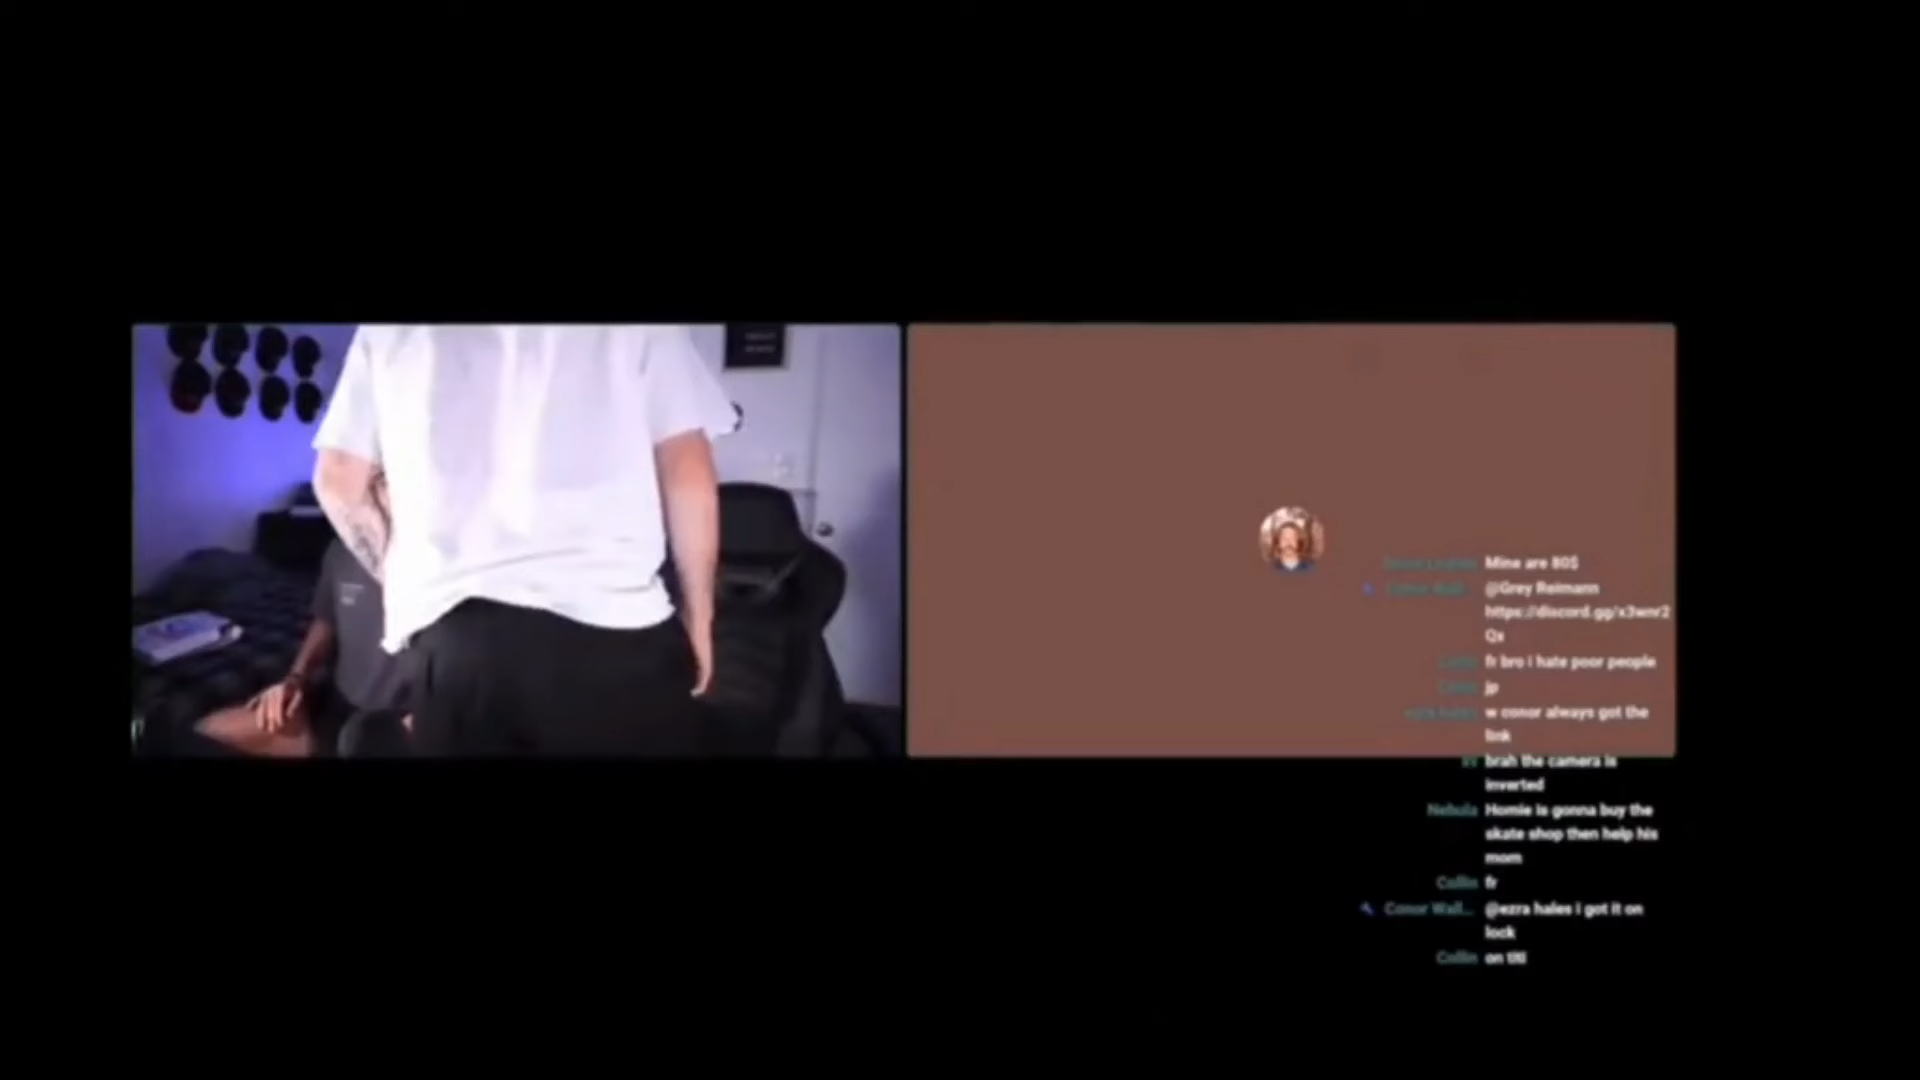 Mine are 80$
@Grey Reimann
https://discord.gg/x3wnr2
Qx
fr bro i hate poor people
jp
w conor always got the
link
brah the camera is
inverted
Nebula Homie is gonna buy the
skate shop then help his
mom
Collin fr
Conor Wall... @ezra hales i got it on
lock
Collin on titi